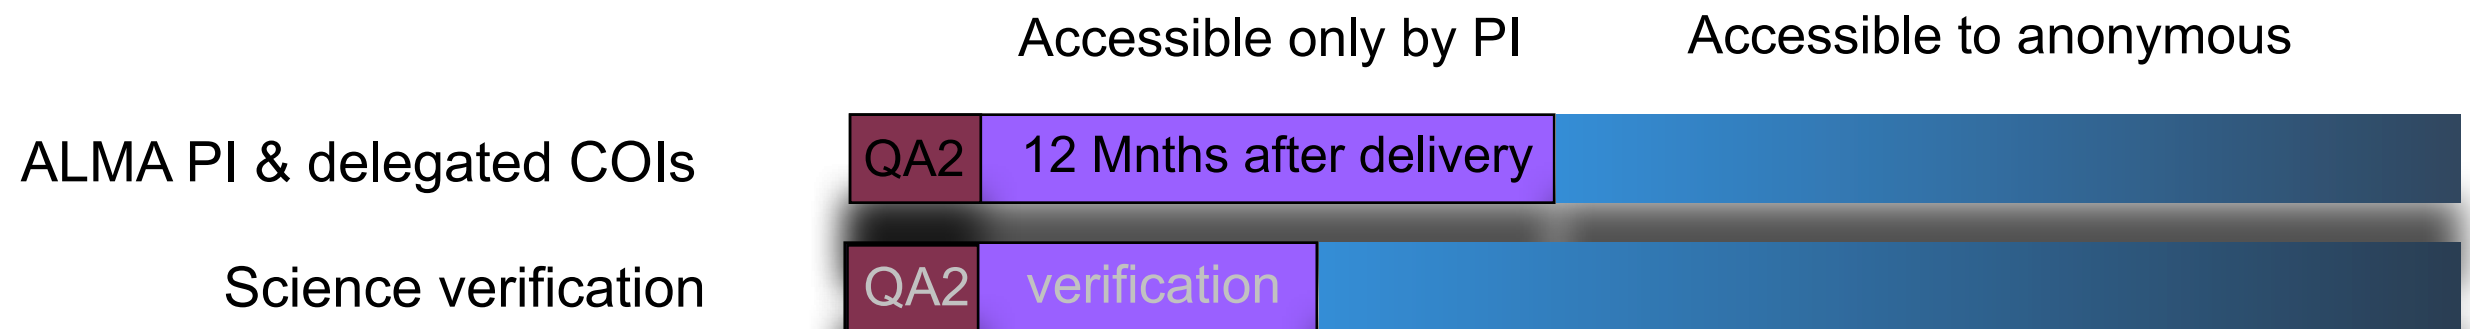 Accessible only by PI
Accessible to anonymous
ALMA PI & delegated COIs
QA2
12 Mnths after delivery
Science verification
QA2
verification